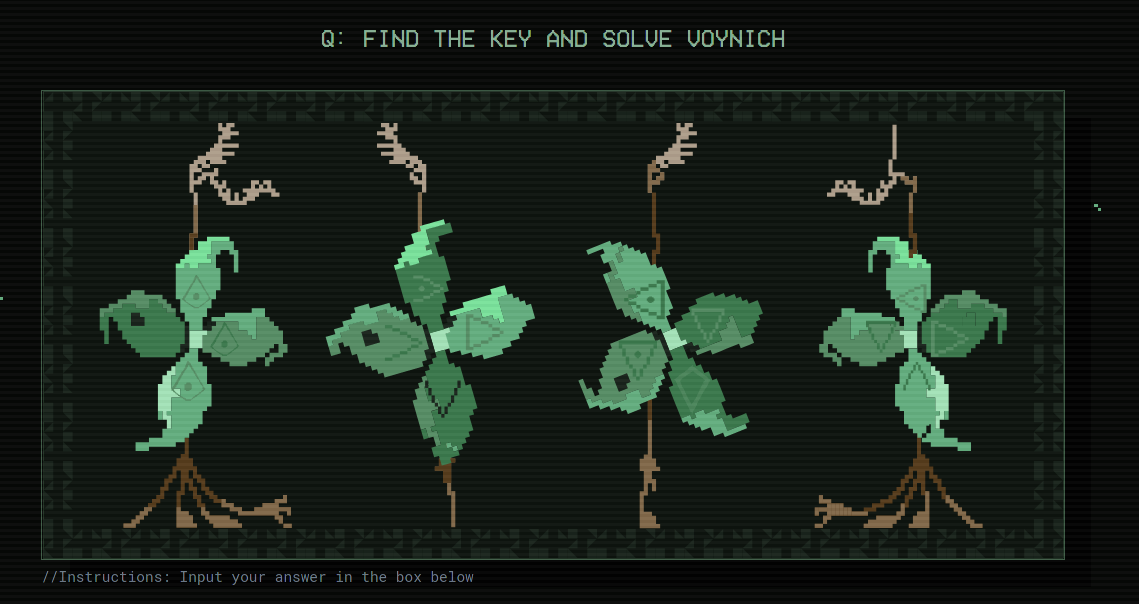 Q: FIND THE KEY AND SOLVE VOYNICH
//Instructions: Input your answer in the box below